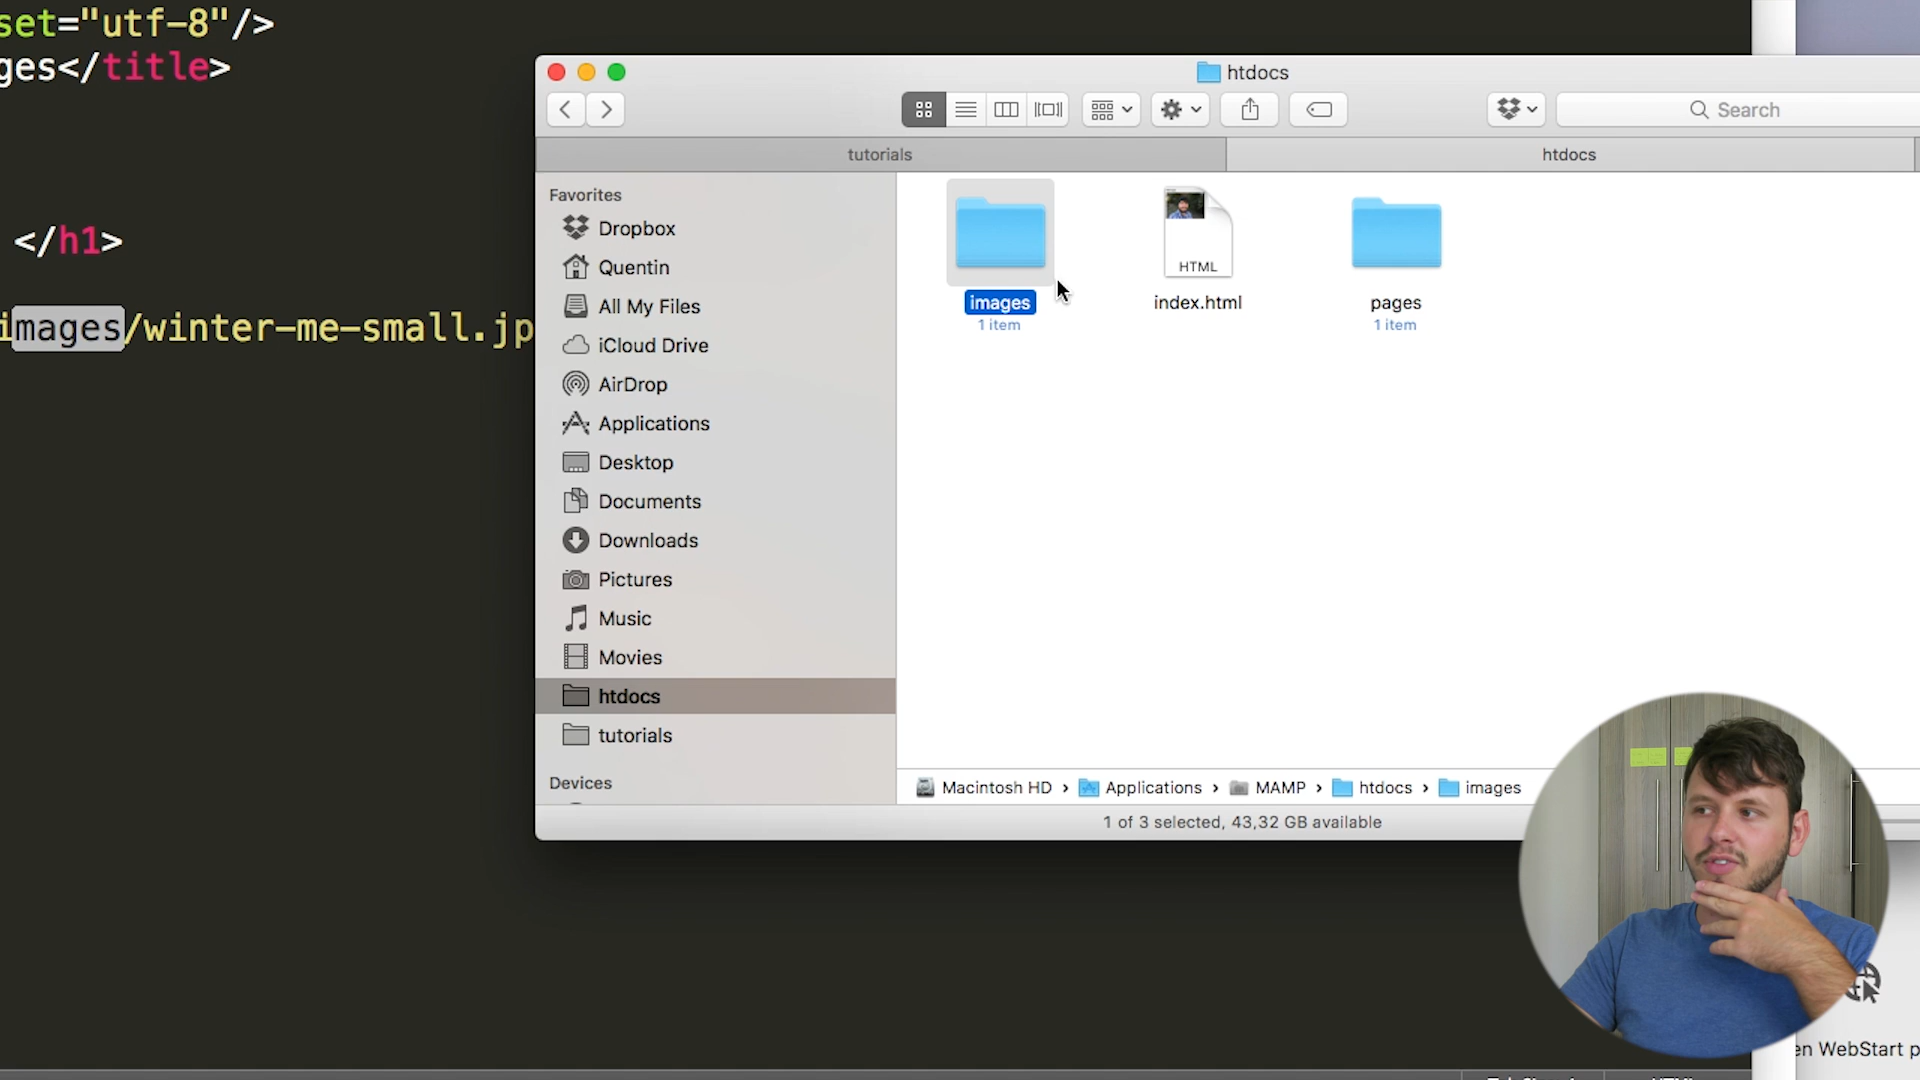 set="utf-8"/>
ges</title>
</h1>
images/winter-me-small.jp
htdocs
Search
tutorials
htdocs
Favorites
Dropbox
Quentin
All My Files
iCloud Drive
AirDrop
Applications
Desktop
Documents
Downloads
Pictures
Music
Movies
htdocs
tutorials
Devices
images
1 item
HTML
index.html
pages
1 item
Macintosh HD › Applications › MAMP › htdocs › images
1 of 3 selected, 43,32 GB available
en WebStart p